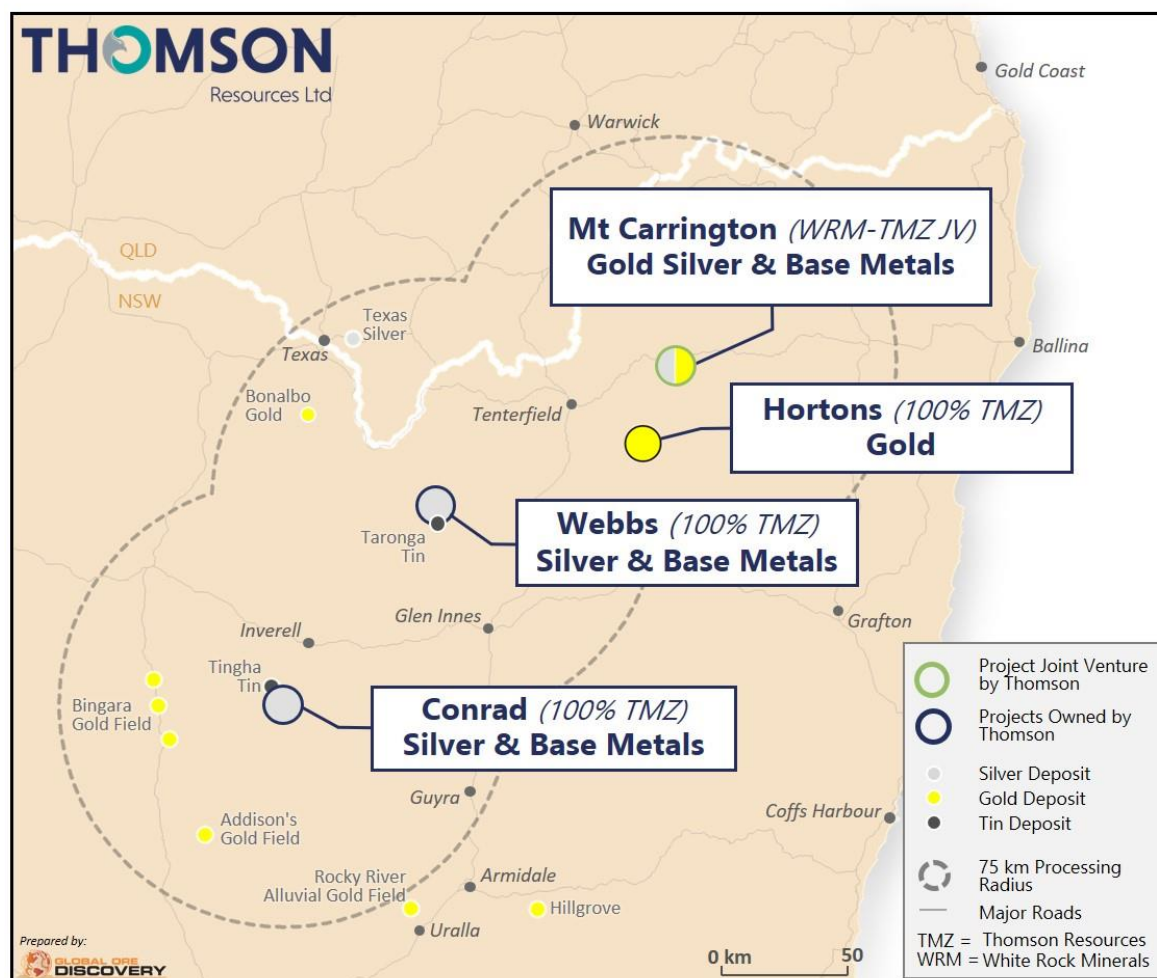 THOMSON
Resources Ltd
Gold Coast
Warwick
Mt Carrington (WRM-TMZ JV)
Gold Silver & Base Metals
QLD
NSW
Texas
Silver
Texas
Ballina
Bonalbo
Gold
Tenterfield
Hortons (100% TMZ)
Gold
Webbs (100% TMZ)
Silver & Base Metals
Taronga
Tin
Glen Innes
Grafton
Inverell
Tingha
Tin
Bingara
Gold Field
Conrad (100% TMZ)
Silver & Base Metals
Guyra
Coffs Harbour
Addison's
Gold Field
Rocky River
Alluvial Gold Field
Armidale
Hillgrove
Uralla
Project Joint Venture
by Thomson
Projects Owned by
Thomson
Silver Deposit
Gold Deposit
Tin Deposit
75 km Processing
Radius
Major Roads
TMZ = Thomson Resources
WRM = White Rock Minerals
0 km 50
Prepared by:
GLOBAL ORE
DISCOVERY